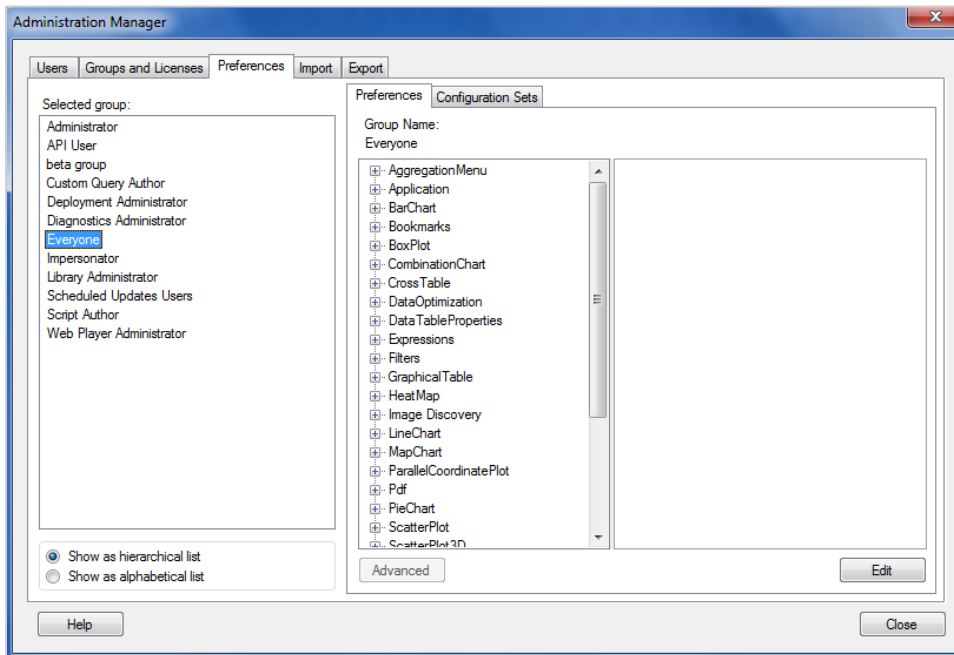 Administration Manager
Users
Groups and Licenses
Preferences
Import
Export
Selected group:
Administrator
API User
beta group
Custom Query Author
Deployment Administrator
Diagnostics Administrator
Everyone
Impersonator
Library Administrator
Scheduled Updates Users
Script Author
Web Player Administrator
Show as hierarchical list
Show as alphabetical list
Preferences
Configuration Sets
Group Name:
Everyone
AggregationMenu
Application
BarChart
Bookmarks
BoxPlot
CombinationChart
CrossTable
DataOptimization
DataTableProperties
Expressions
Filters
GraphicalTable
HeatMap
Image Discovery
LineChart
MapChart
ParallelCoordinatePlot
Pdf
PieChart
ScatterPlot
ScatterPlot3D
Advanced
Edit
Help
Close